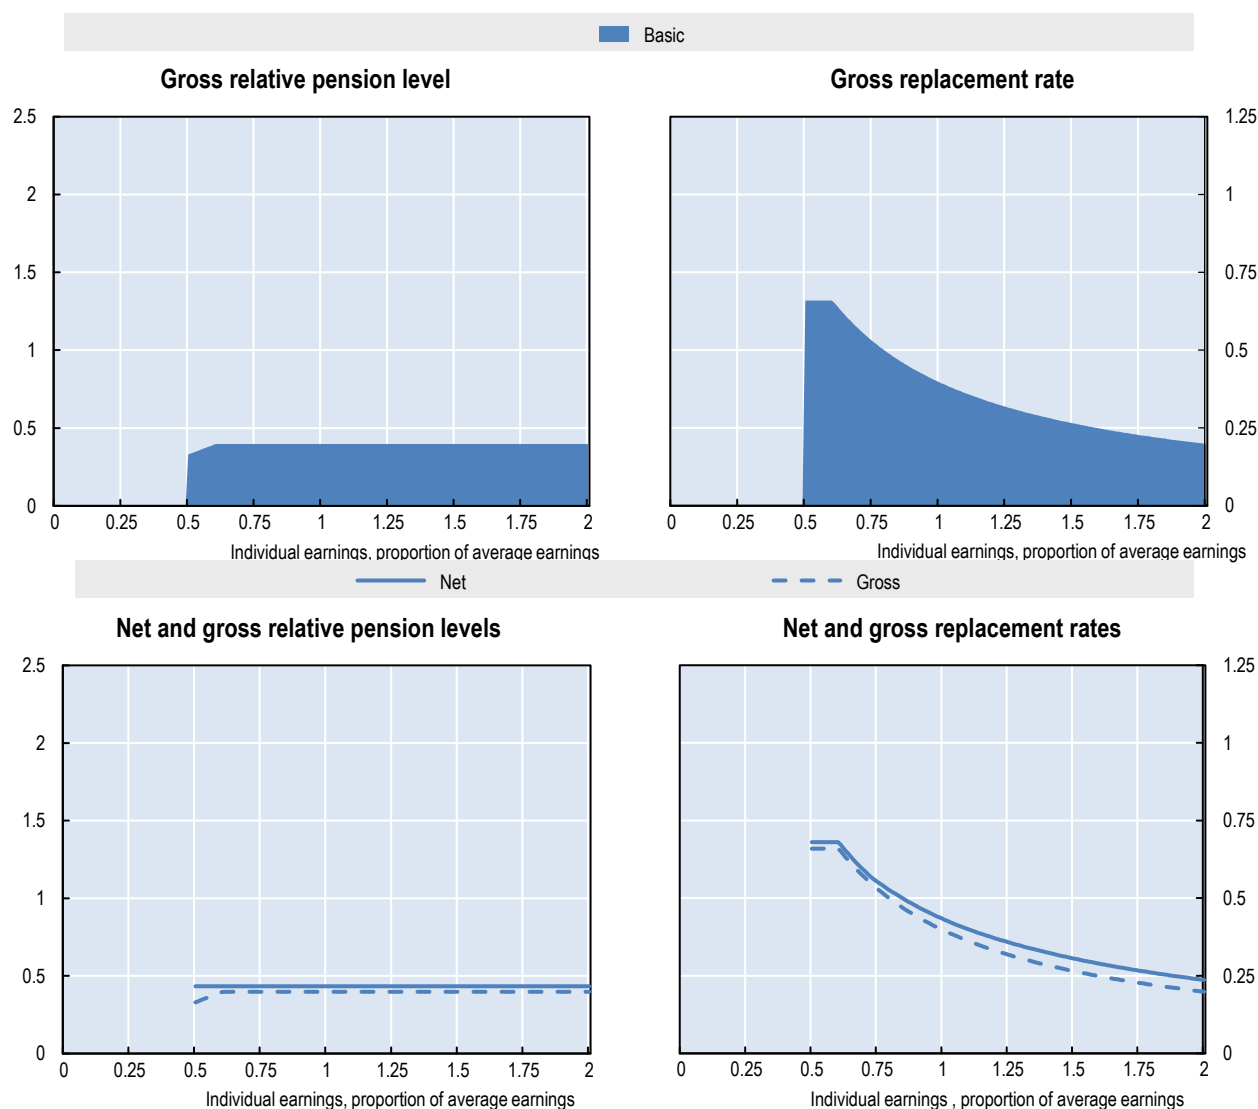 Basic
Gross relative pension level
Gross replacement rate
2.5
2
1.5
1
0.5
0
0 0.25 0.5 0.75 1 1.25 1.5 1.75 2
Individual earnings, proportion of average earnings
1.25
1
0.75
0.5
0.25
0
0 0.25 0.5 0.75 1 1.25 1.5 1.75 2
Individual earnings, proportion of average earnings
Net Gross
Net and gross relative pension levels
Net and gross replacement rates
2.5
2
1.5
1
0.5
0
0 0.25 0.5 0.75 1 1.25 1.5 1.75 2
Individual earnings, proportion of average earnings
1.25
1
0.75
0.5
0.25
0
0 0.25 0.5 0.75 1 1.25 1.5 1.75 2
Individual earnings , proportion of average earnings